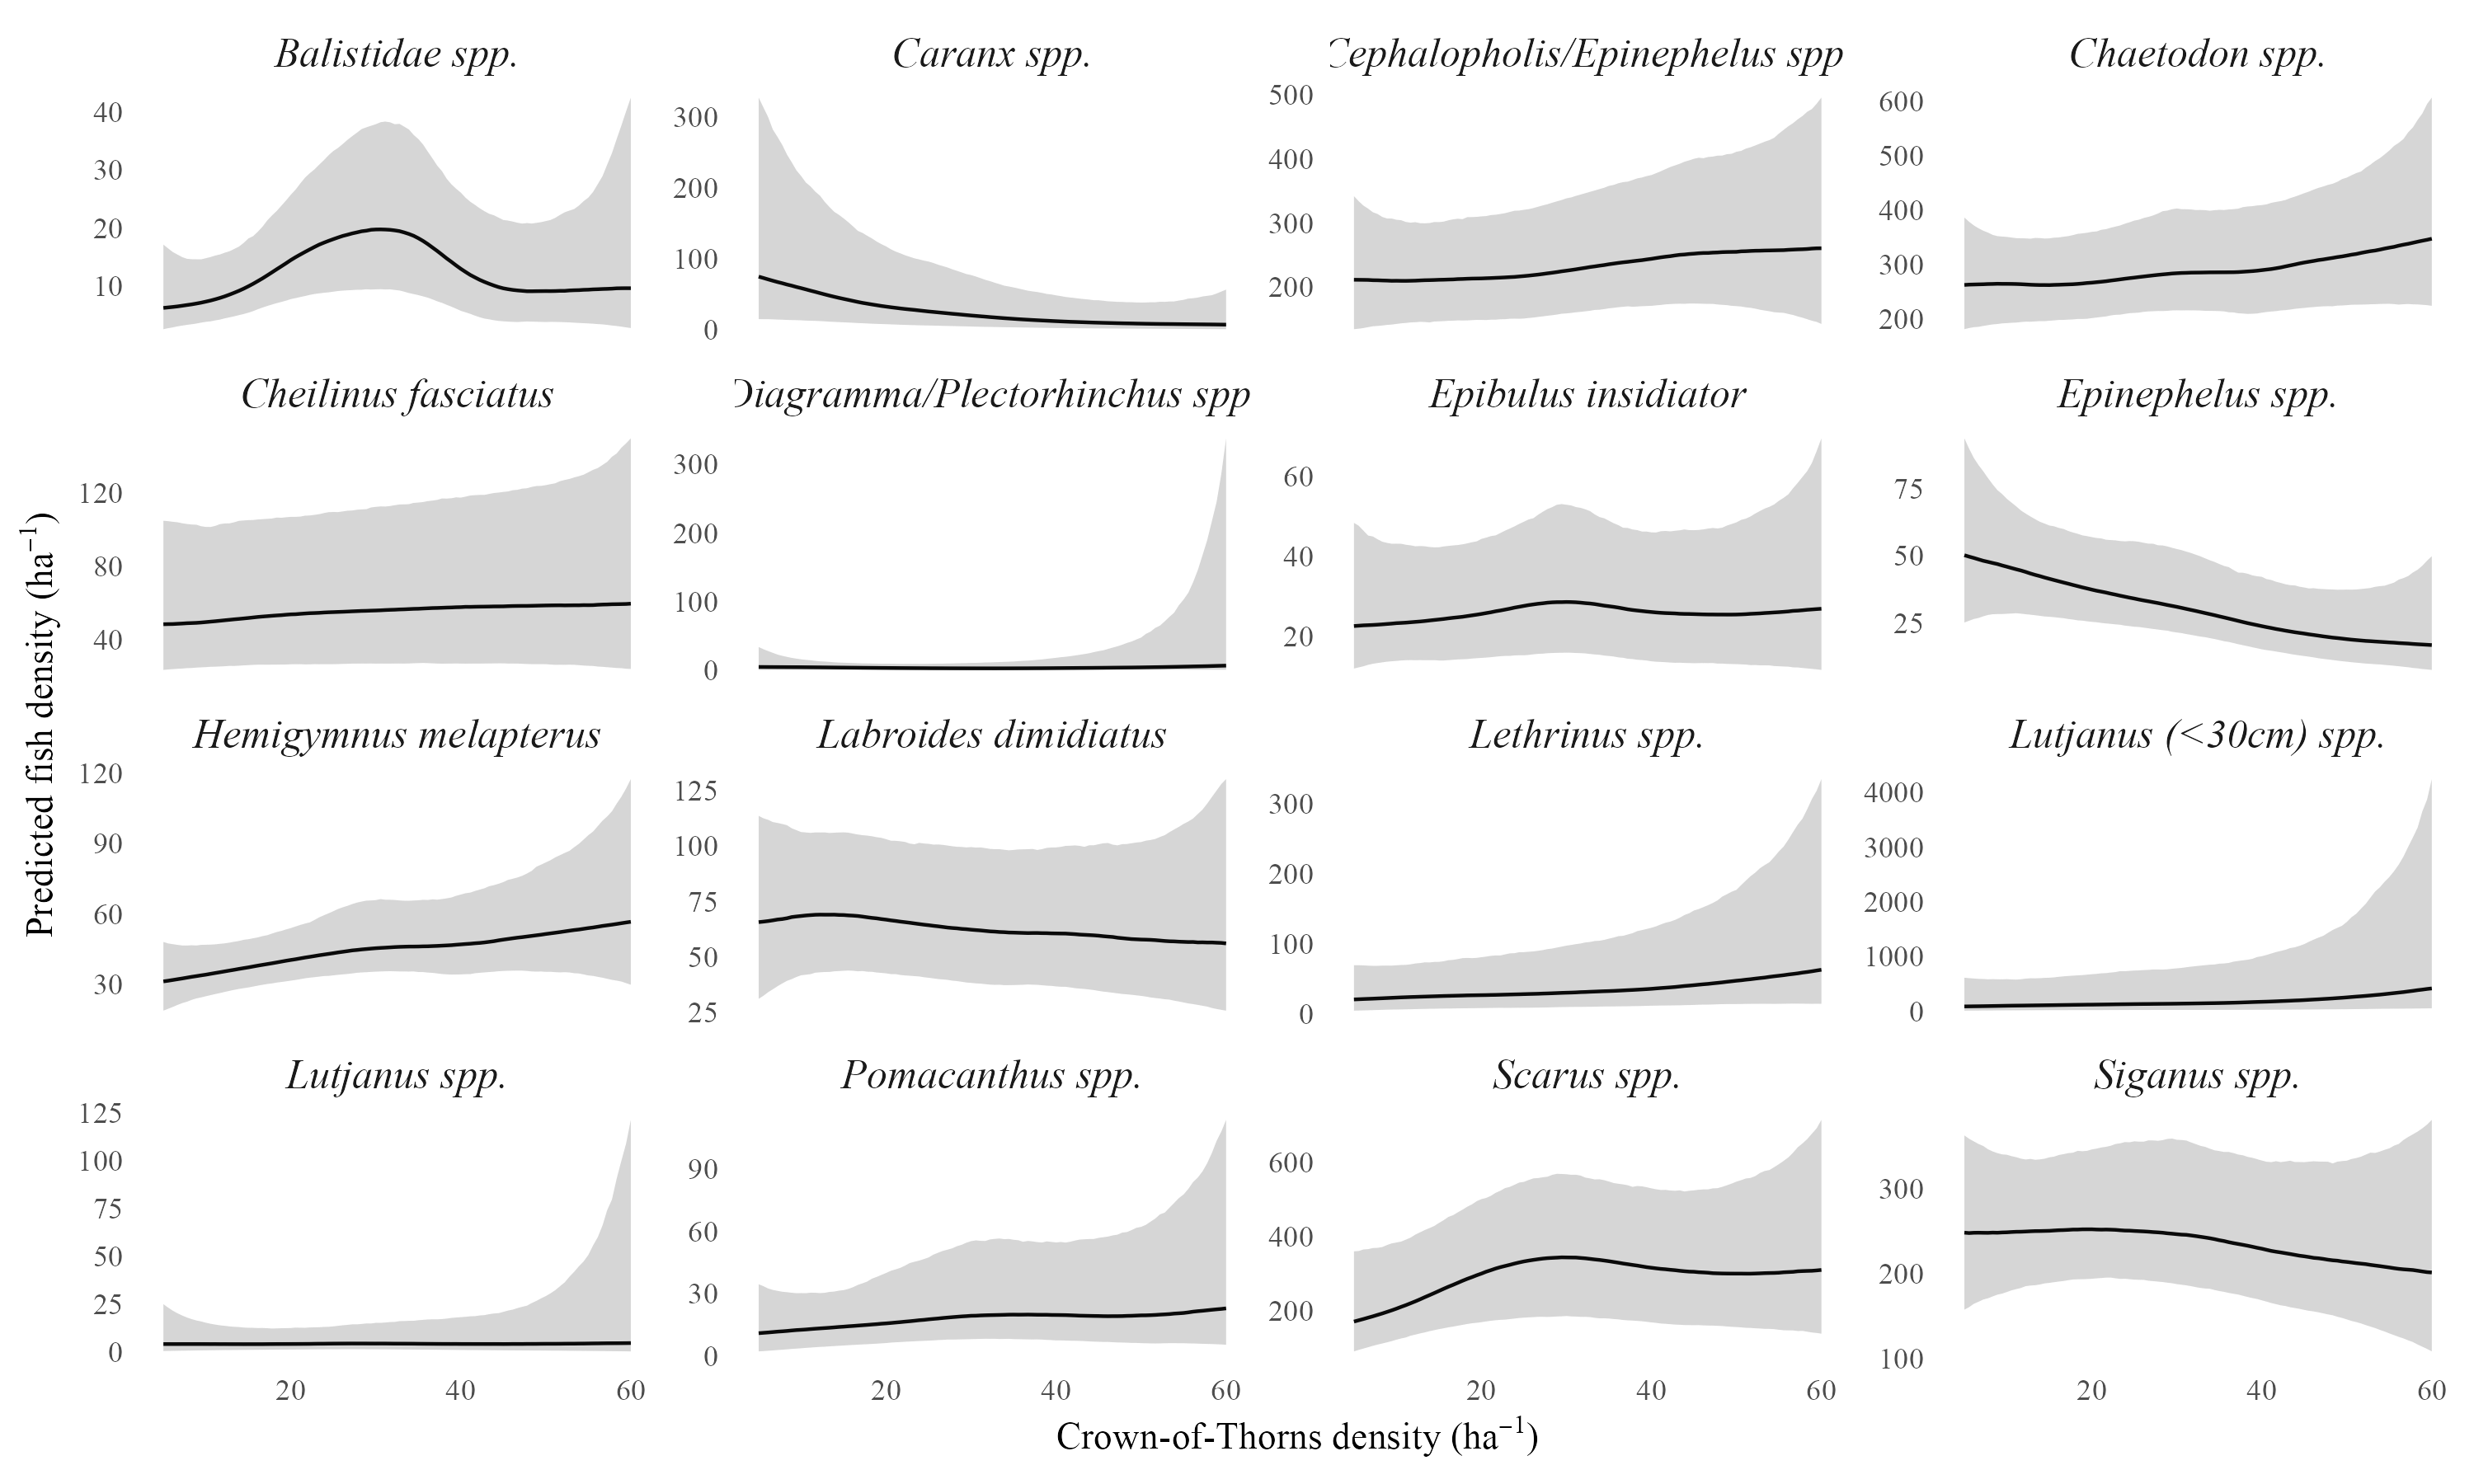 Balistidae spp.
Caranx spp.
Cephalopholis/Epinephelus spp
Chaetodon spp.
40
30
20
10
300
200
100
0
500
400
300
200
600
500
400
300
200
Cheilinus fasciatus
Diagramma/Plectorhinchus spp
Epibulus insidiator
Epinephelus spp.
120
80
40
300
200
100
0
60
40
20
75
50
25
Hemigymnus melapterus
Labroides dimidiatus
Lethrinus spp.
Lutjanus (<30cm) spp.
120
90
60
30
125
100
75
50
25
300
200
100
0
4000
3000
2000
1000
0
Lutjanus spp.
Pomacanthus spp.
Scarus spp.
Siganus spp.
125
100
75
50
25
0
90
60
30
0
600
400
200
300
200
100
20 40 60
20 40 60
20 40 60
20 40 60
Predicted fish density (ha⁻¹)
Crown-of-Thorns density (ha⁻¹)